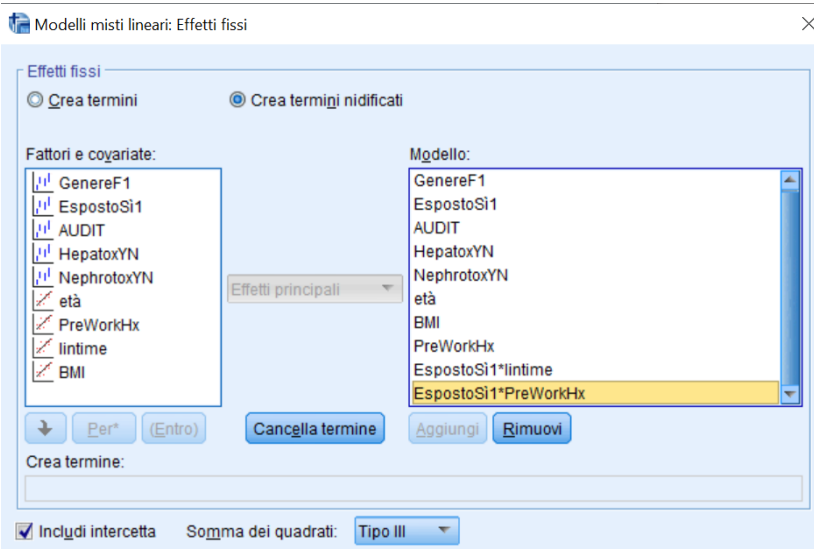 Modelli misti lineari: Effetti fissi
Effetti fissi
Crea termini
Crea termini nidificati
Fattori e covariate:
GenereF1
EspostoSì1
AUDIT
HepatoxYN
NephrotoxYN
età
PreWorkHx
lintime
BMI
Effetti principali
Modello:
GenereF1
EspostoSì1
AUDIT
HepatoxYN
NephrotoxYN
età
BMI
PreWorkHx
EspostoSì1*lintime
EspostoSì1*PreWorkHx
Per*
(Entro)
Cancella termine
Aggiungi
Rimuovi
Crea termine:
Includi intercetta
Somma dei quadrati:
Tipo III